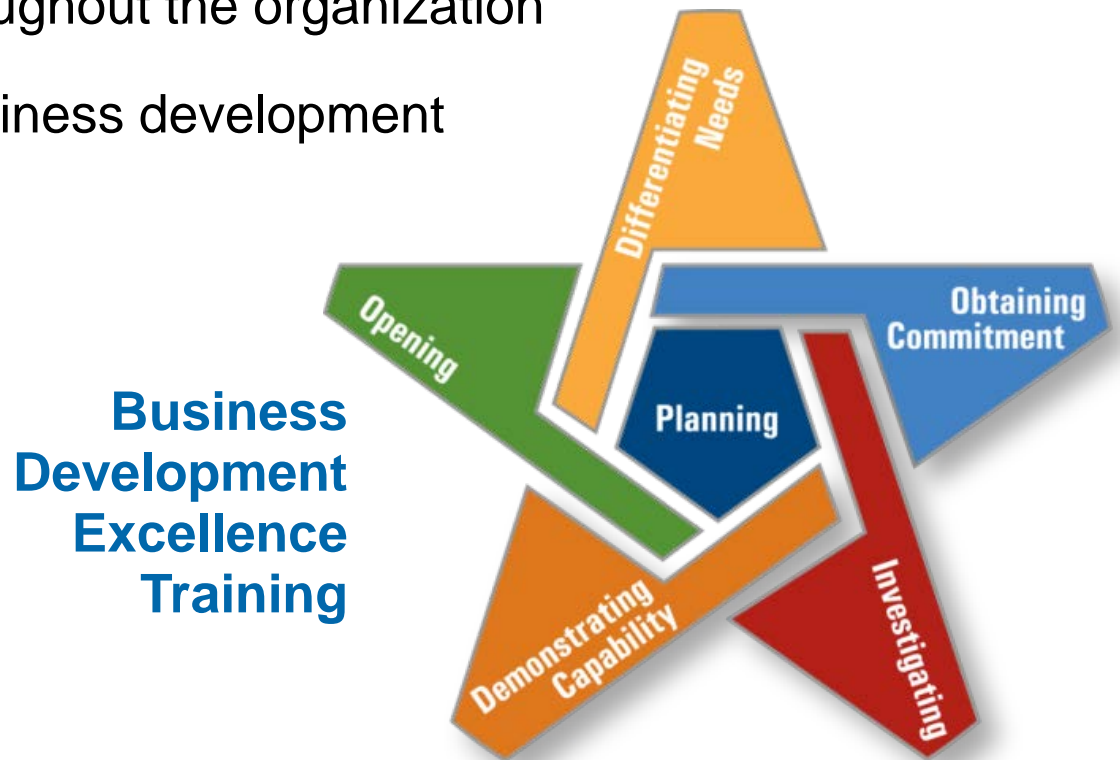 ughout the organization
iness development
Differentiating
Needs
Opening
Obtaining
Commitment
Planning
Business
Development
Excellence
Training
Demonstrating
Capability
Investigating